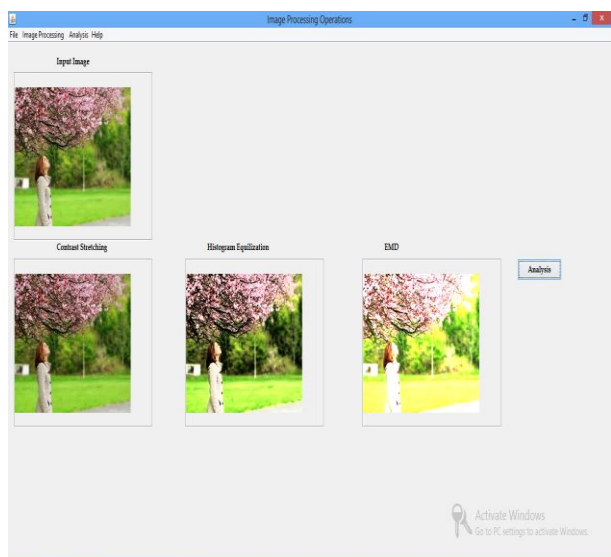 Image Processing Operations
File Image Processing Analysis Help
Input Image
Contrast Stretching Histogram Equilization EMD
Analysis
Activate Windows
Go to PC settings to activate Windows.